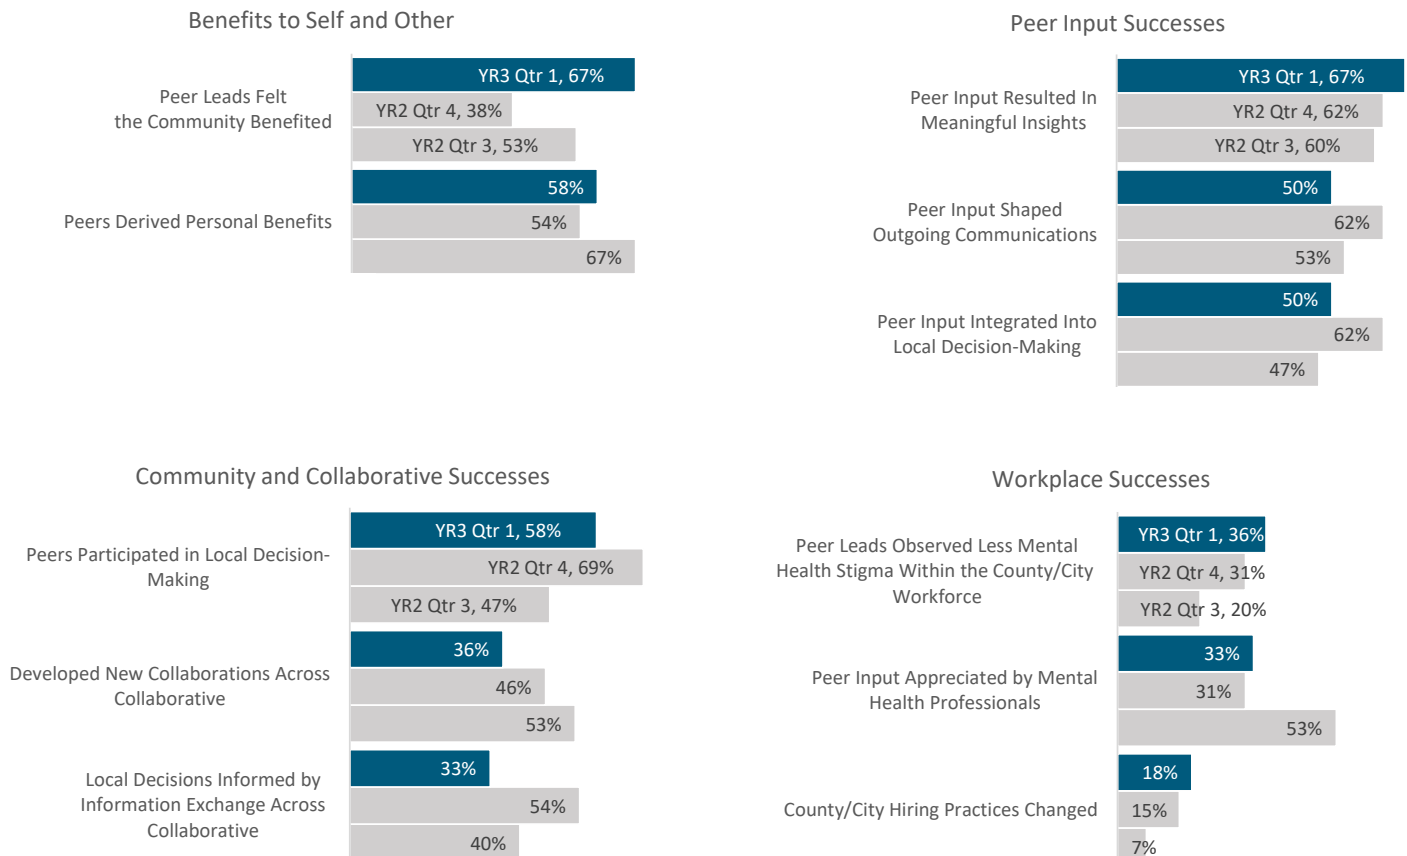 Benefits to Self and Other
Peer Leads Felt
the Community Benefited
YR3 Qtr 1, 67%
YR2 Qtr 4, 38%
YR2 Qtr 3, 53%
Peers Derived Personal Benefits
58%
54%
67%
Peer Input Successes
Peer Input Resulted In
Meaningful Insights
YR3 Qtr 1, 67%
YR2 Qtr 4, 62%
YR2 Qtr 3, 60%
Peer Input Shaped
Outgoing Communications
50%
62%
53%
Peer Input Integrated Into
Local Decision-Making
50%
62%
47%
Community and Collaborative Successes
Peers Participated in Local Decision-
Making
YR3 Qtr 1, 58%
YR2 Qtr 4, 69%
YR2 Qtr 3, 47%
Developed New Collaborations Across
Collaborative
36%
46%
53%
Local Decisions Informed by
Information Exchange Across
Collaborative
33%
54%
40%
Workplace Successes
Peer Leads Observed Less Mental
Health Stigma Within the County/City
Workforce
YR3 Qtr 1, 36%
YR2 Qtr 4, 31%
YR2 Qtr 3, 20%
Peer Input Appreciated by Mental
Health Professionals
33%
31%
53%
County/City Hiring Practices Changed
18%
15%
7%